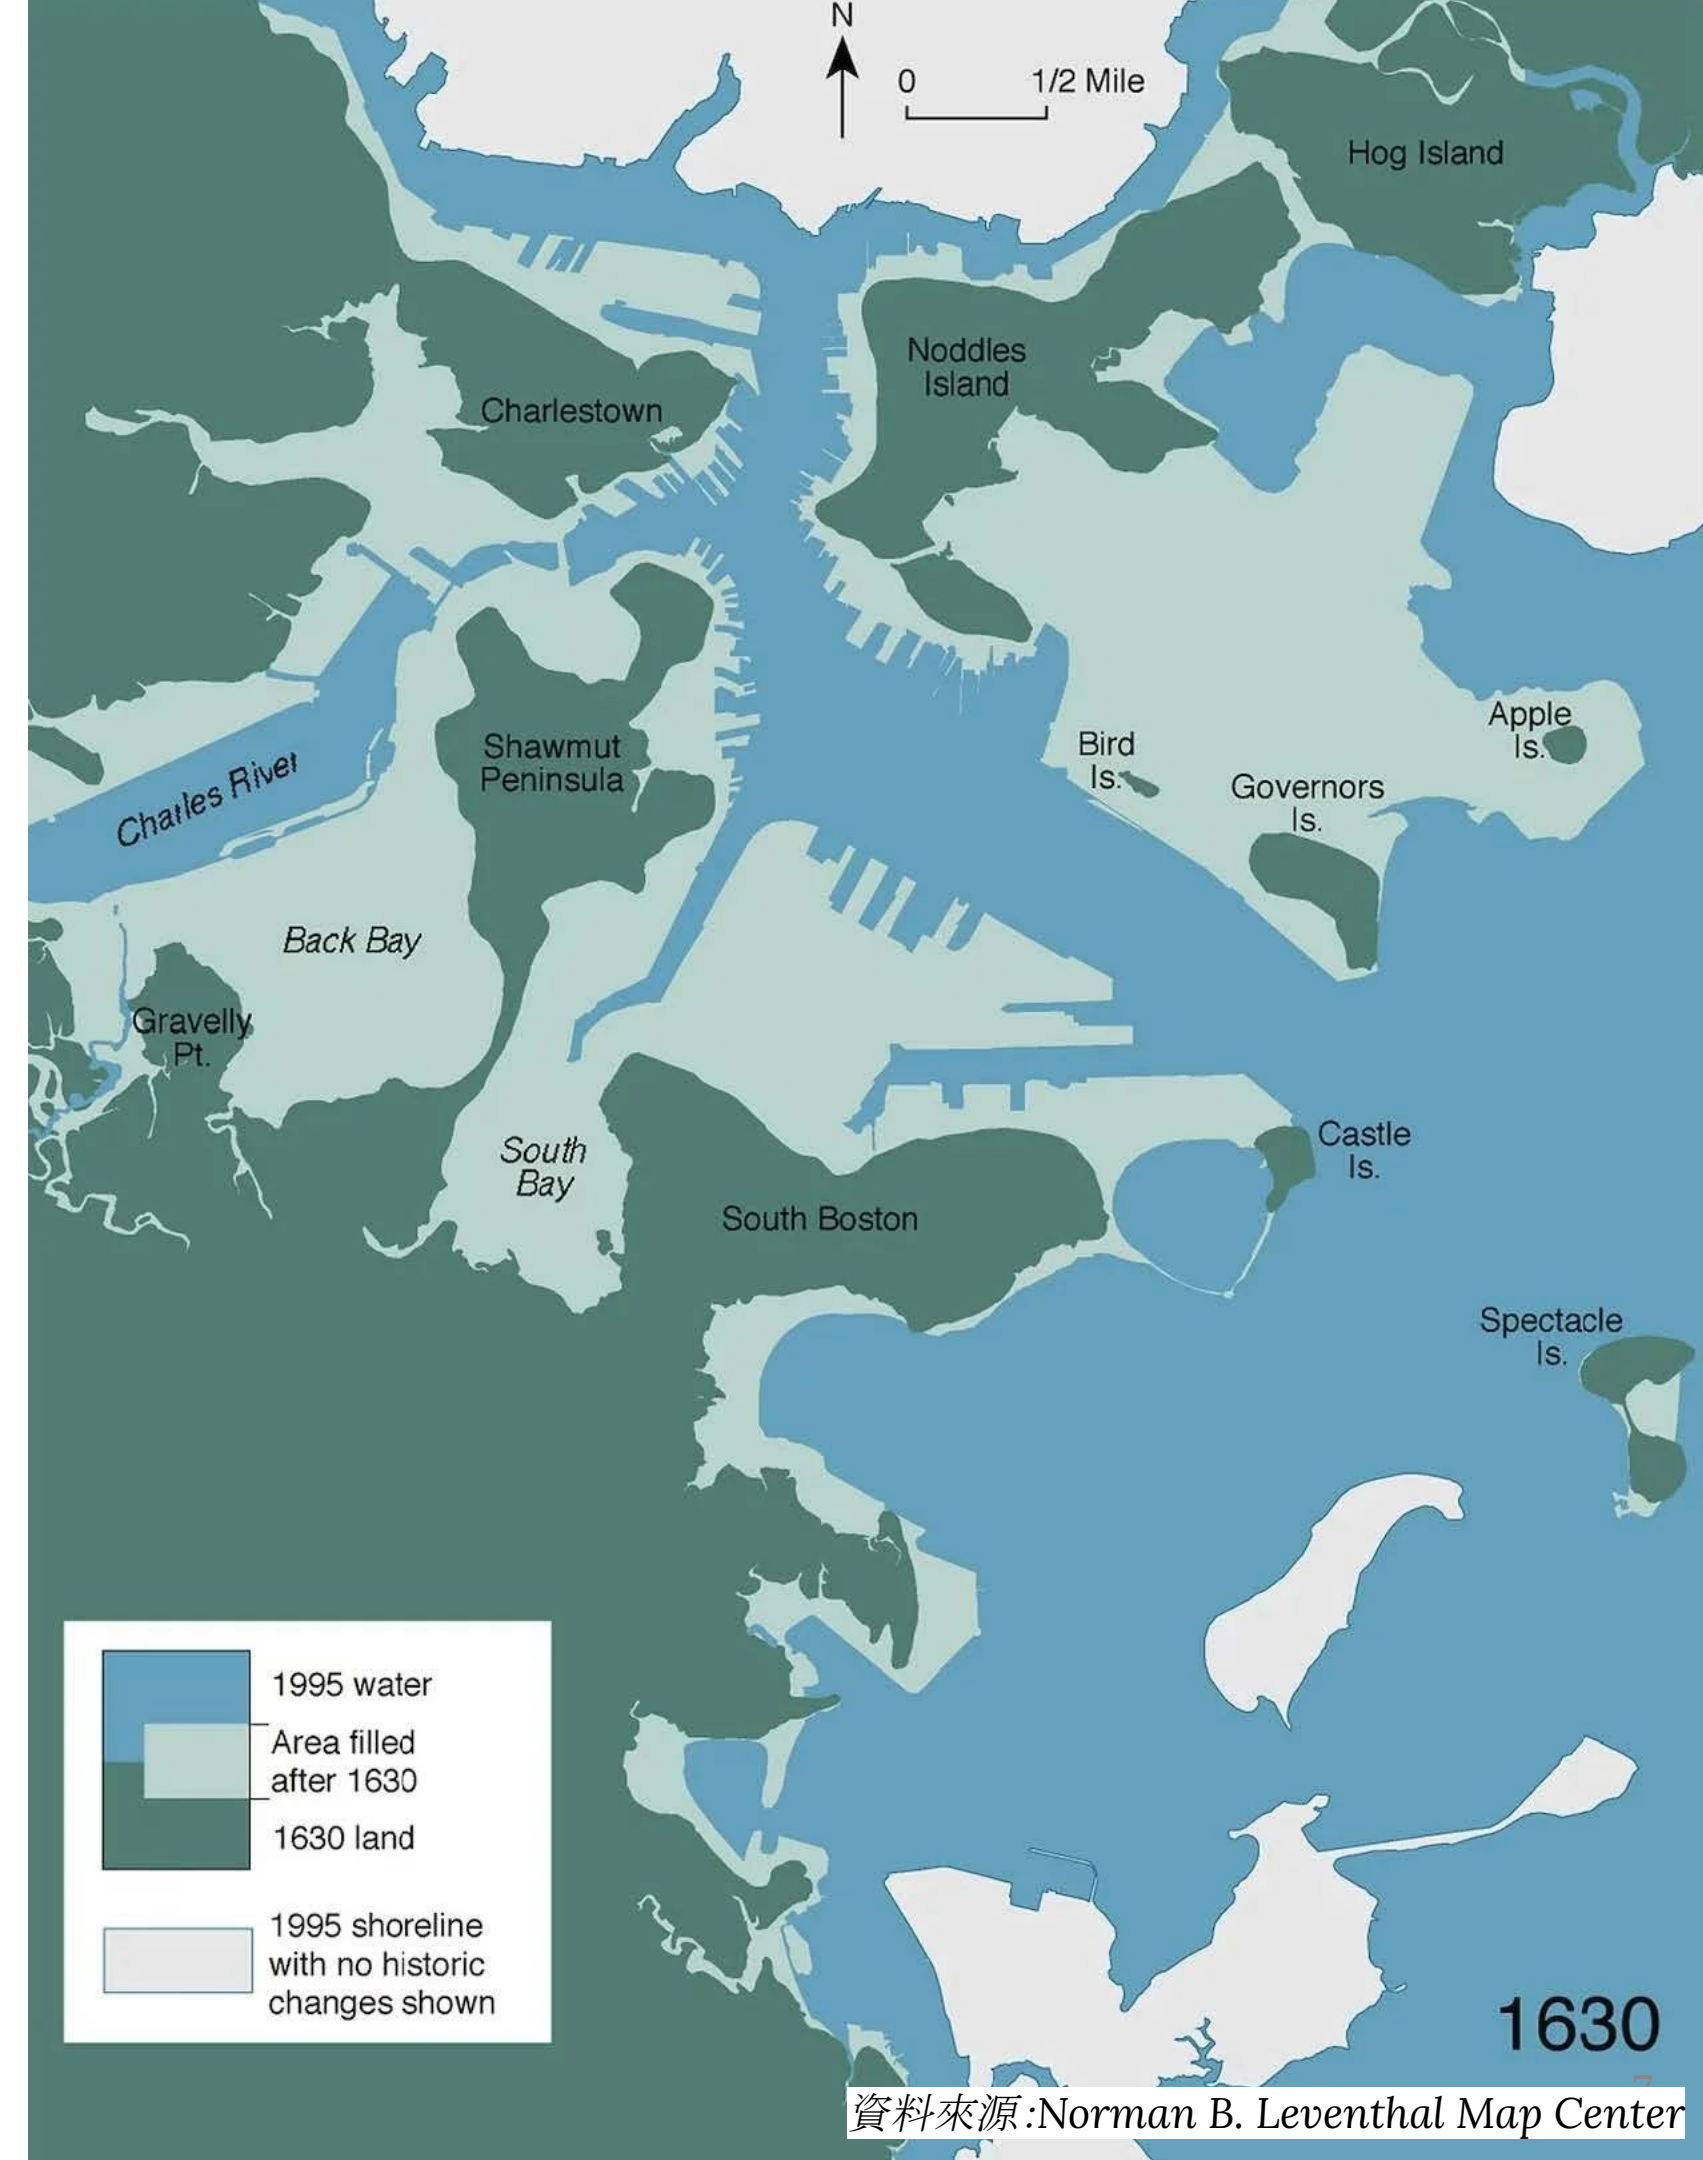 N
0 1/2 Mile
Hog Island
Noddles
Island
Charlestown
Apple
Is.
Bird
Is.
Governors
Is.
Shawmut
Peninsula
Charles River
Back Bay
Gravelly
Pt.
South
Bay
Castle
Is.
South Boston
Spectacle
Is.
1995 water
Area filled
after 1630
1630 land
1995 shoreline
with no historic
changes shown
1630
7
資料來源:Norman B. Leventhal Map Center